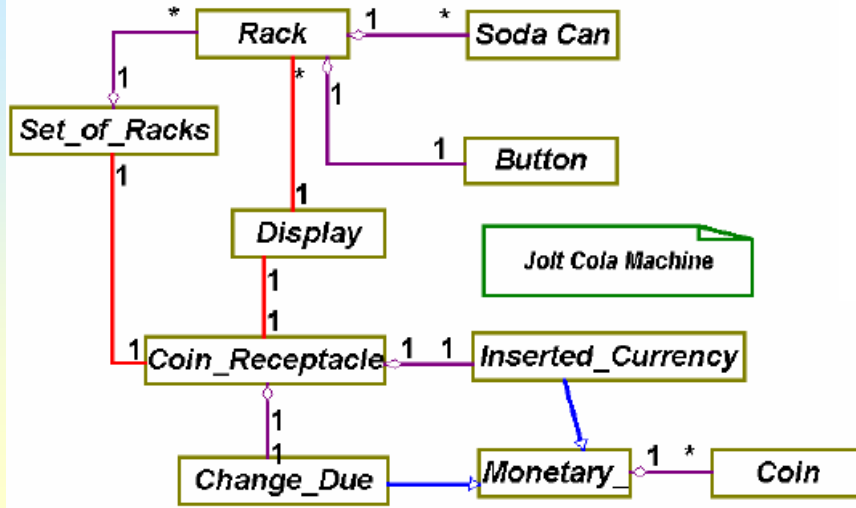 *
Rack
1
*
Soda Can
1
*
1
Set_of_Racks
1
1
Button
1
Display
Jolt Cola Machine
1
1
1
Coin_Receptacle
1
1
Inserted_Currency
1
1
Change_Due
Monetary_
1
*
Coin